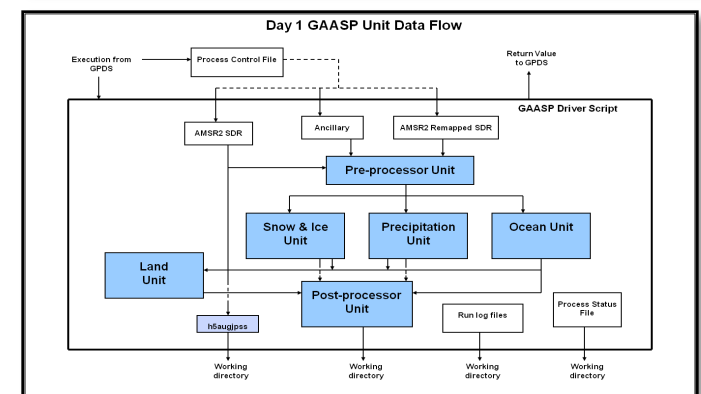 Day 1 GAASP Unit Data Flow
Execution from
GPDS
Process Control File
Return Value
to GPDS
GAASP Driver Script
AMSR2 SDR
Ancillary
AMSR2 Remapped SDR
Pre-processor Unit
Snow & Ice
Unit
Precipitation
Unit
Ocean Unit
Land
Unit
Post-processor
Unit
h5augjpss
Run log files
Process Status
File
Working
directory
Working
directory
Working
directory
Working
directory